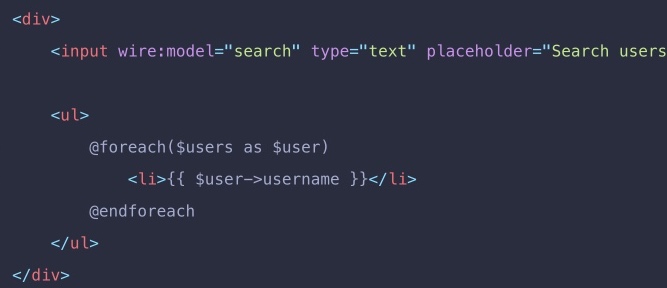 <div>
<input wire:model="search" type="text" placeholder="Search users
<ul>
@foreach($users as $user)
<li>{{ $user->username }}</li>
@endforeach
</ul>
</div>